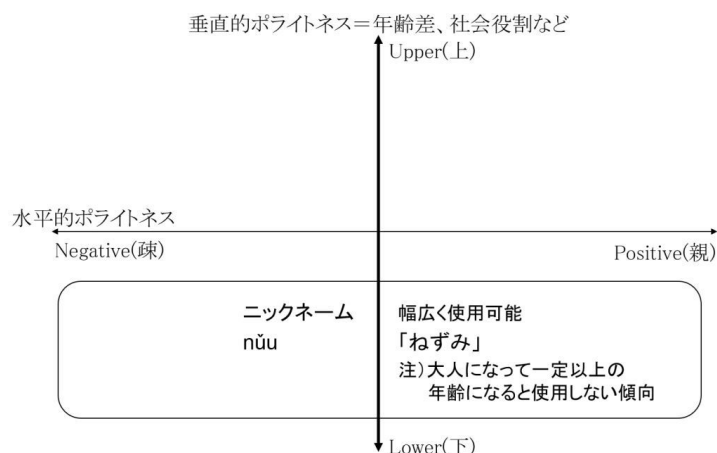 垂直的ポライトネス＝年齢差、社会役割など
Upper(上)
水平的ポライトネス
Negative(疎)
Positive(親)
ニックネーム 幅広く使用可能
nǔu 「ねずみ」
注）大人になって一定以上の
年齢になると使用しない傾向
Lower(下)